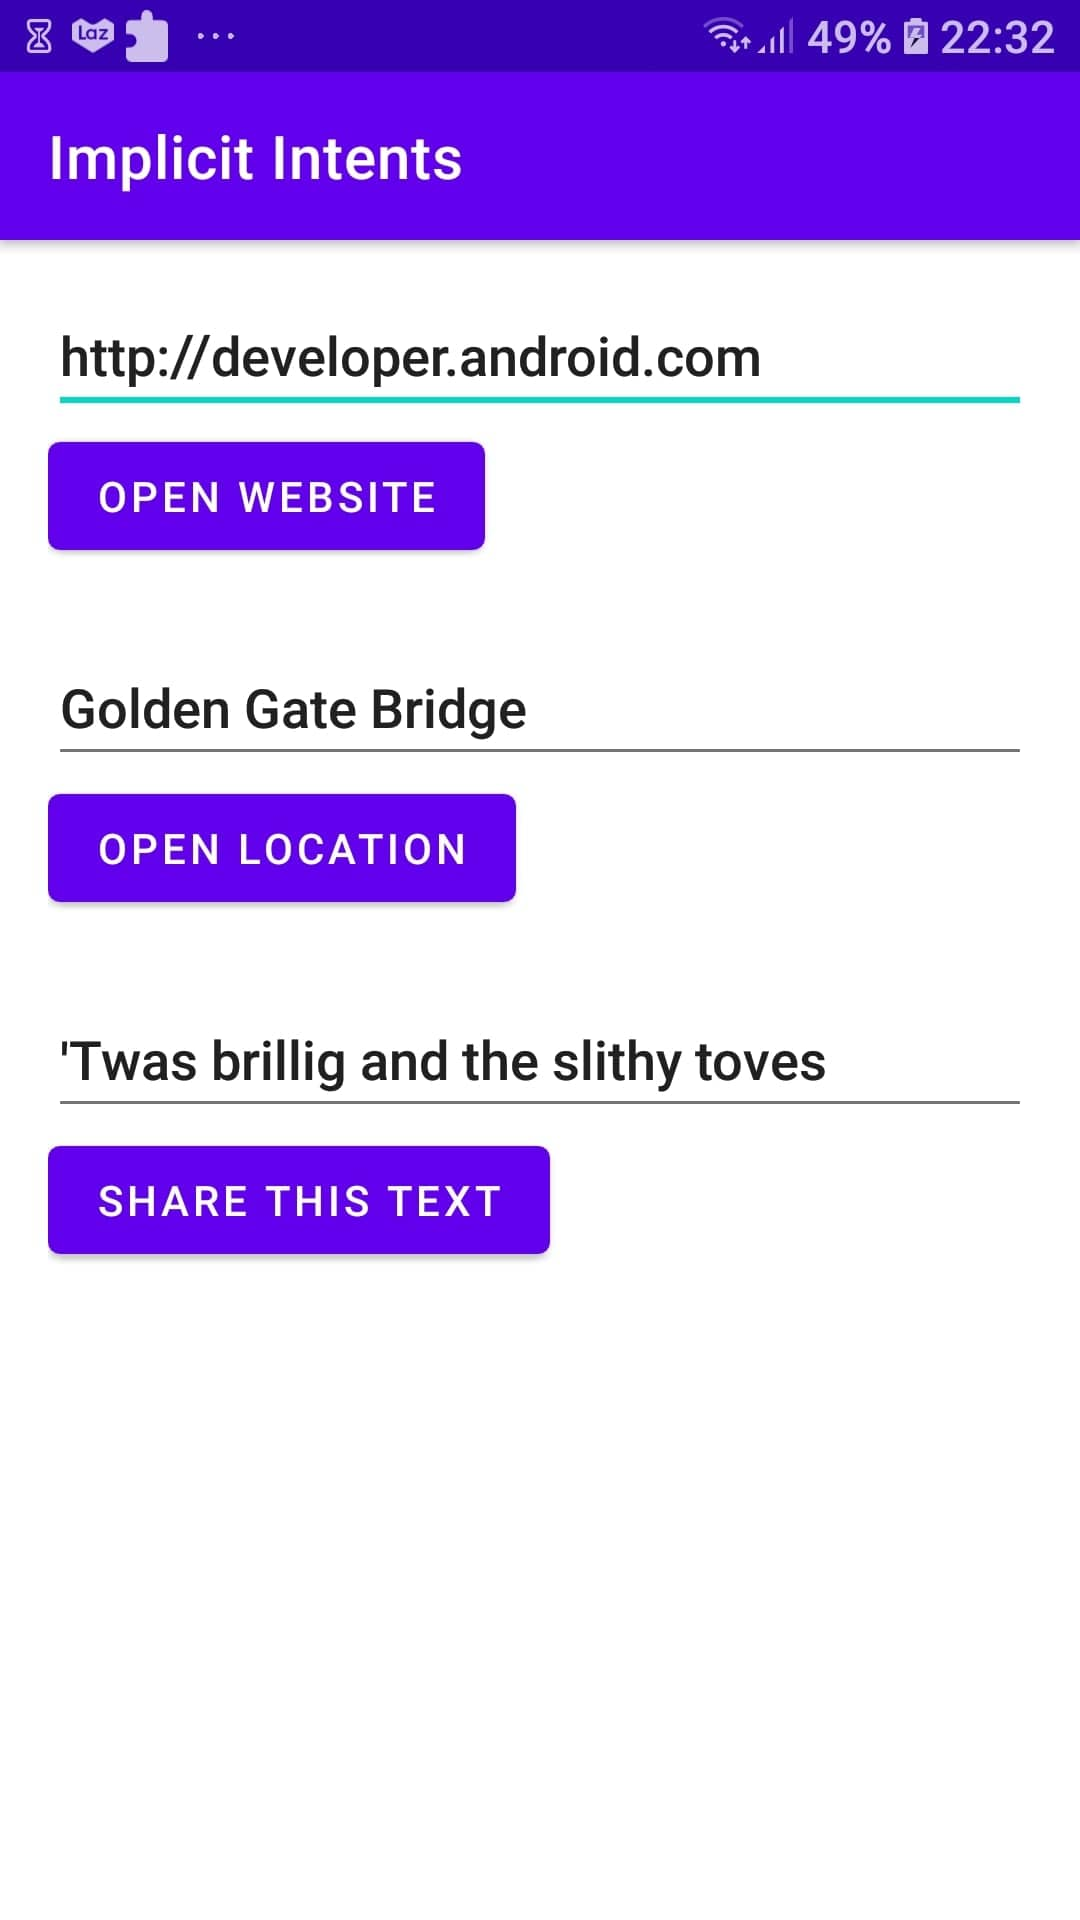 Laz ... 49% 22:32
Implicit Intents
http://developer.android.com
OPEN WEBSITE
Golden Gate Bridge
OPEN LOCATION
'Twas brillig and the slithy toves
SHARE THIS TEXT